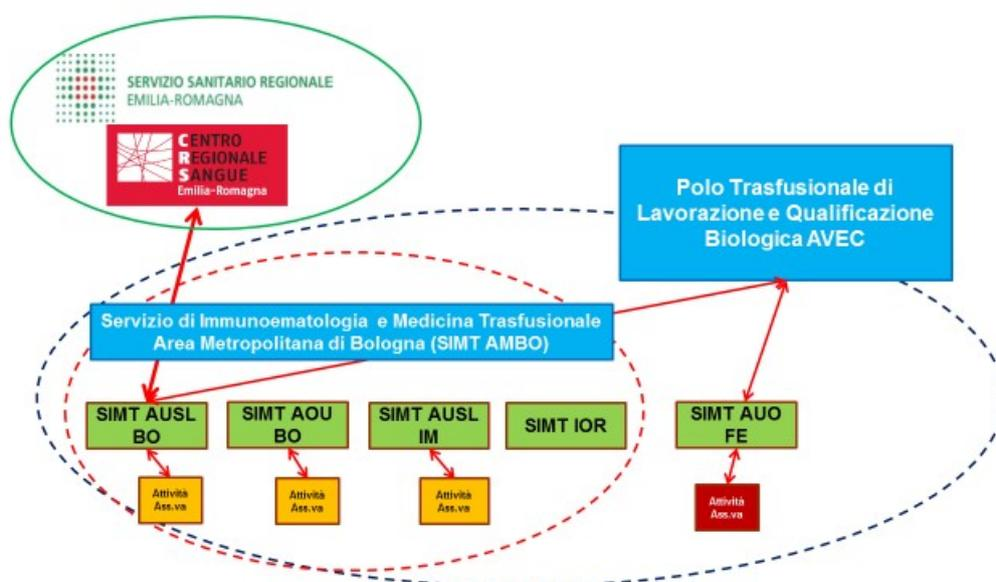 SERVIZIO SANITARIO REGIONALE
EMILIA-ROMAGNA
CENTRO
REGIONALE
SANGUE
Emilia-Romagna
Polo Trasfusionale di
Lavorazione e Qualificazione
Biologica AVEC
Servizio di Immunoematologia e Medicina Trasfusionale
Area Metropolitana di Bologna (SIMT AMBO)
SIMT AUSL
BO
SIMT AOU
BO
SIMT AUSL
IM
SIMT IOR
SIMT AUO
FE
Attività
Ass.va
Attività
Ass.va
Attività
Ass.va
Attività
Ass.va